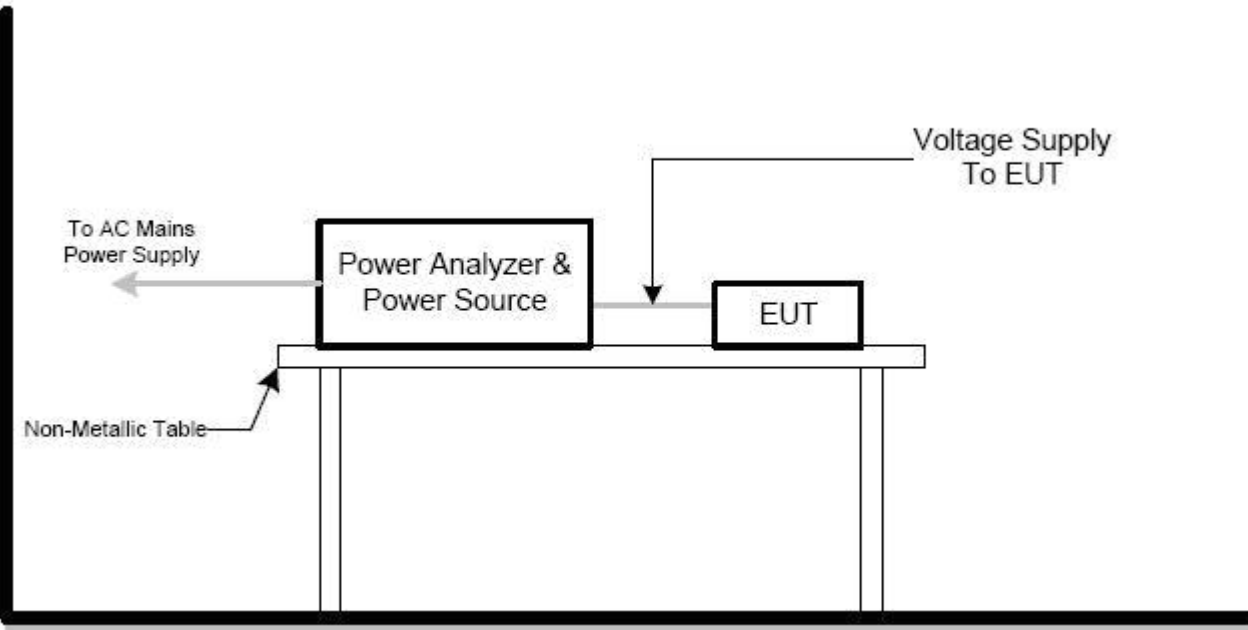 Voltage Supply
To EUT
To AC Mains
Power Supply
Power Analyzer &
Power Source
EUT
Non-Metallic Table